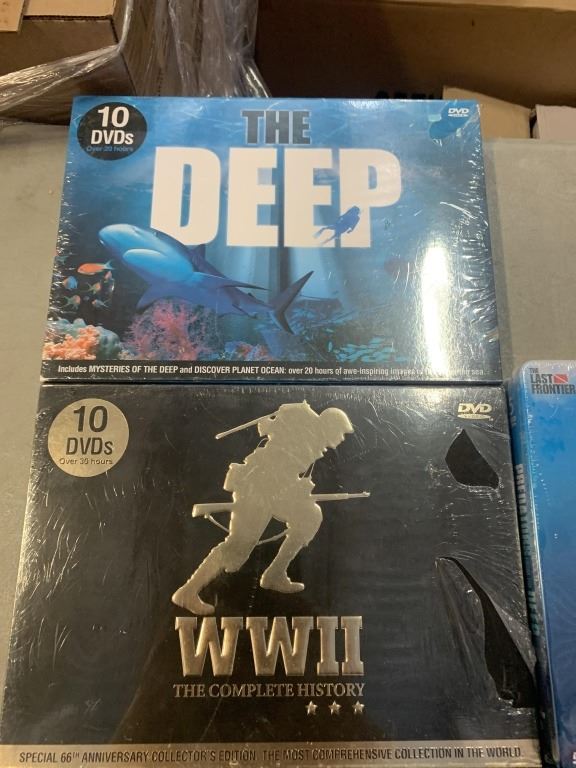 10
DVDs
Over 20 hours
DVD
THE
DEEP
Includes MYSTERIES OF THE DEEP and DISCOVER PLANET OCEAN: over 20 hours of awe-inspiring images sea.
10
DVDs
Over 30 hours
DVD
WWII
THE COMPLETE HISTORY
SPECIAL 66TH ANNIVERSARY COLLECTOR'S EDITION. THE MOST COMPREHENSIVE COLLECTION IN THE WORLD.
THE
LAST
FRONTIER